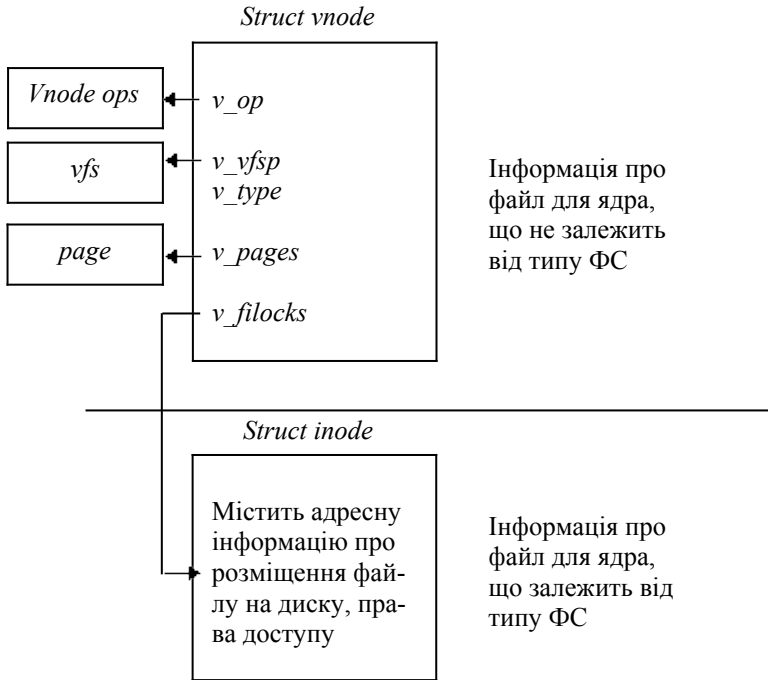 Struct vnode
Vnode ops
v_op
vfs
v_vfsp
v_type
page
v_pages
v_filocks
Інформація про
файл для ядра,
що не залежить
від типу ФС
Struct inode
Містить адресну
інформацію про
розміщення фай-
лу на диску, пра-
ва доступу
Інформація про
файл для ядра,
що залежить від
типу ФС